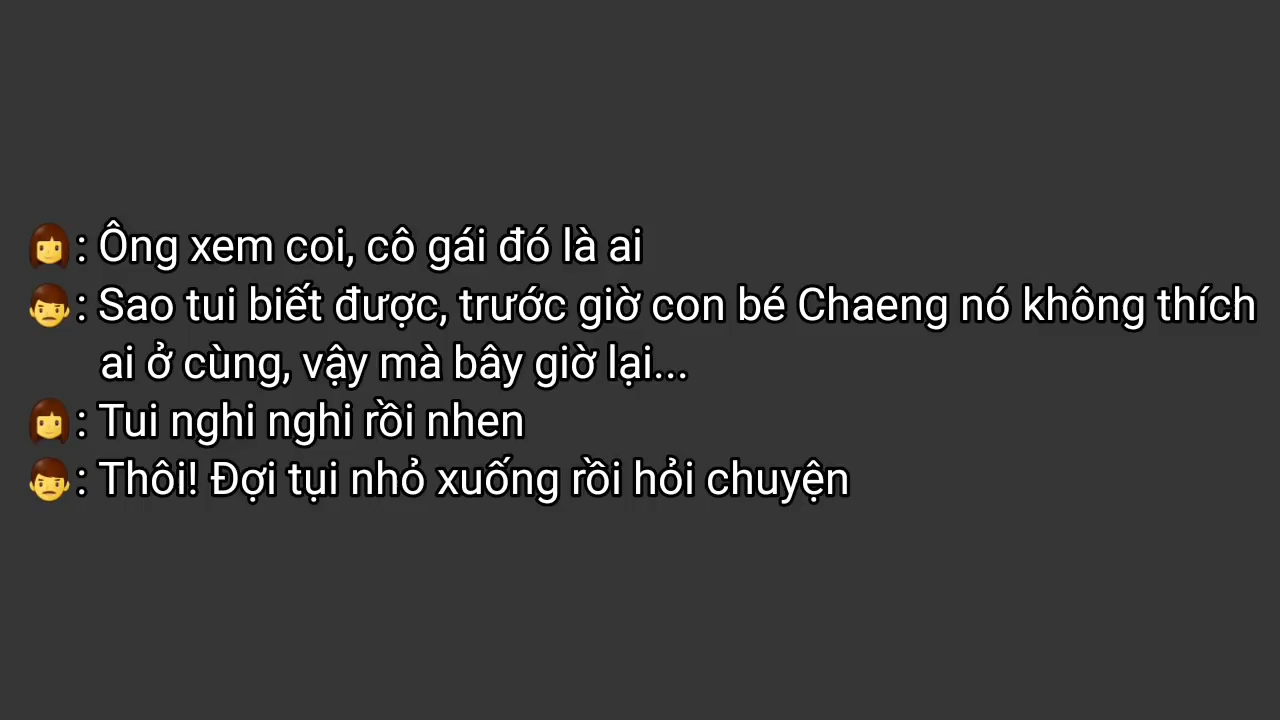 👩: Ông xem coi, cô gái đó là ai
👨: Sao tui biết được, trước giờ con bé Chaeng nó không thích
ai ở cùng, vậy mà bây giờ lại...
👩: Tui nghi nghi rồi nhen
👨: Thôi! Đợi tụi nhỏ xuống rồi hỏi chuyện